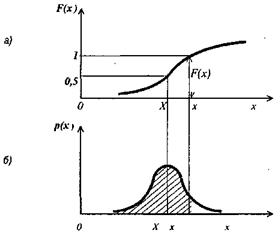 F(x)
а)
1
F(x)
0,5
0 X x x
p(x)
б)
0 X x x